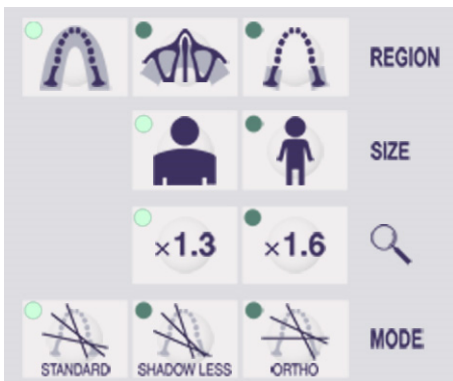 REGION
SIZE
×1.3 ×1.6
MODE
STANDARD SHADOW LESS ORTHO